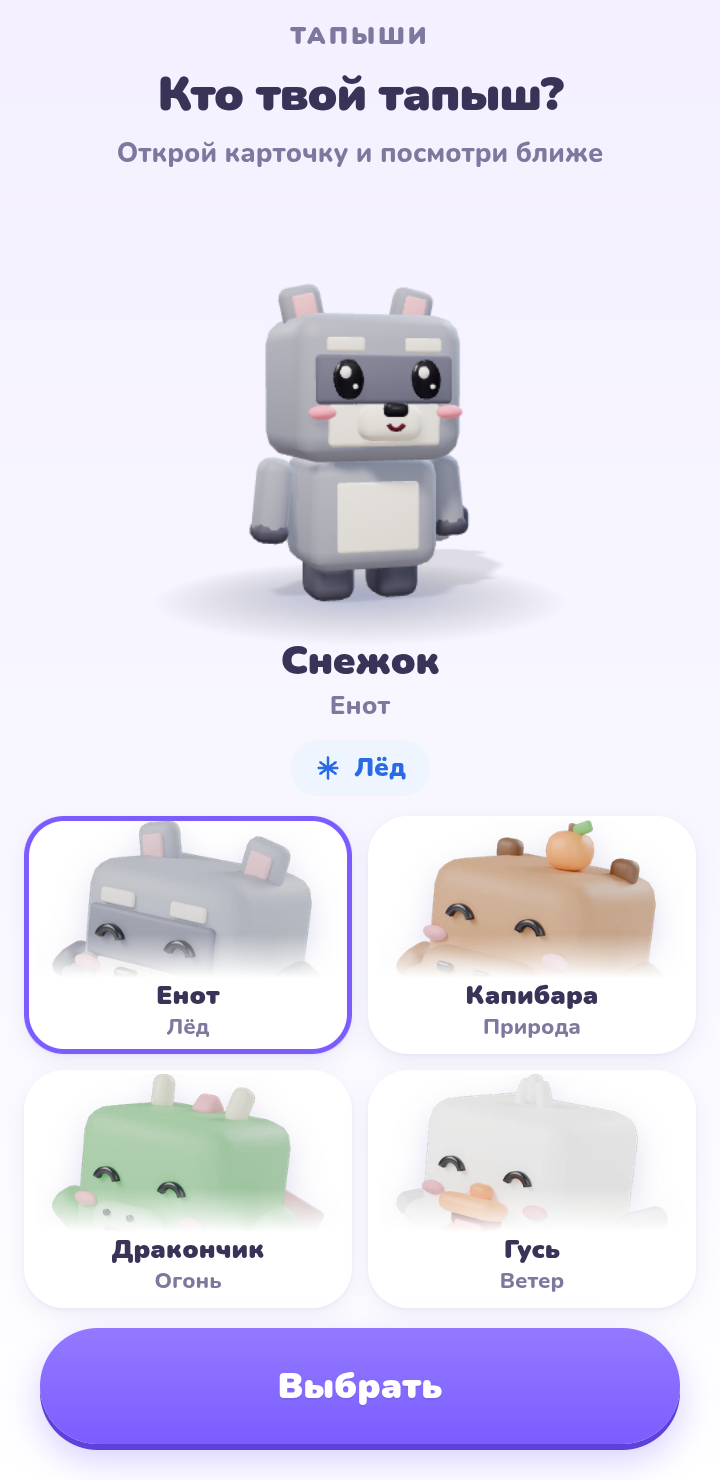 ТАПЫШИ
Кто твой тапыш?
Открой карточку и посмотри ближе
Снежок
Енот
Лёд
Енот
Лёд
Капибара
Природа
Дракончик
Огонь
Гусь
Ветер
Выбрать